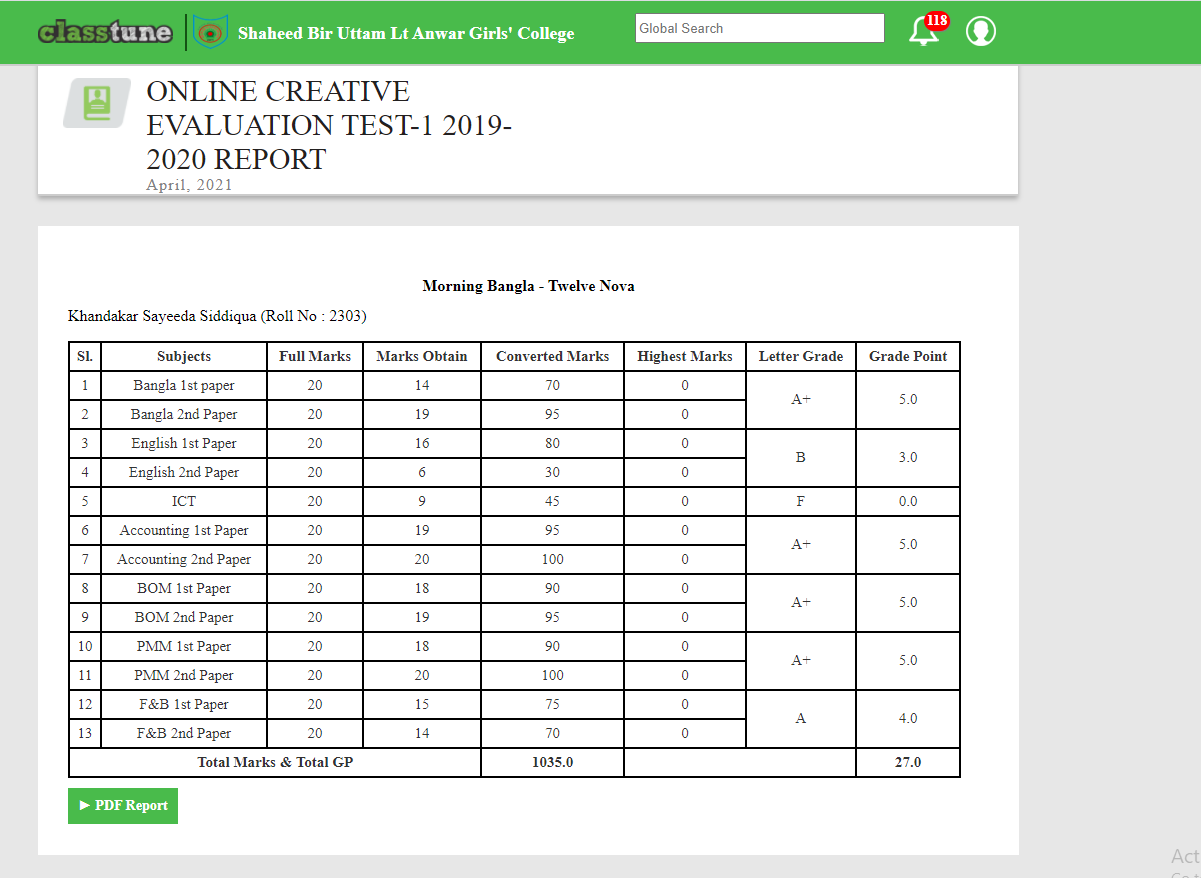 classtune
Shaheed Bir Uttam Lt Anwar Girls' College
Global Search
118
ONLINE CREATIVE
EVALUATION TEST-1 2019-
2020 REPORT
April, 2021
Morning Bangla - Twelve Nova
Khandakar Sayeeda Siddiqua (Roll No : 2303)
Sl. Subjects Full Marks Marks Obtain Converted Marks Highest Marks Letter Grade Grade Point
1 Bangla 1st paper 20 14 70 0 A+ 5.0
2 Bangla 2nd Paper 20 19 95 0
3 English 1st Paper 20 16 80 0 B 3.0
4 English 2nd Paper 20 6 30 0
5 ICT 20 9 45 0 F 0.0
6 Accounting 1st Paper 20 19 95 0 A+ 5.0
7 Accounting 2nd Paper 20 20 100 0
8 BOM 1st Paper 20 18 90 0 A+ 5.0
9 BOM 2nd Paper 20 19 95 0
10 PMM 1st Paper 20 18 90 0 A+ 5.0
11 PMM 2nd Paper 20 20 100 0
12 F&B 1st Paper 20 15 75 0 A 4.0
13 F&B 2nd Paper 20 14 70 0
Total Marks & Total GP 1035.0 27.0
► PDF Report
Act